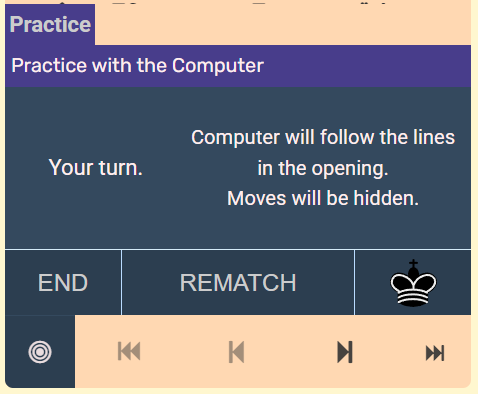 Practice
Practice with the Computer
Your turn.
Computer will follow the lines
in the opening.
Moves will be hidden.
END
REMATCH